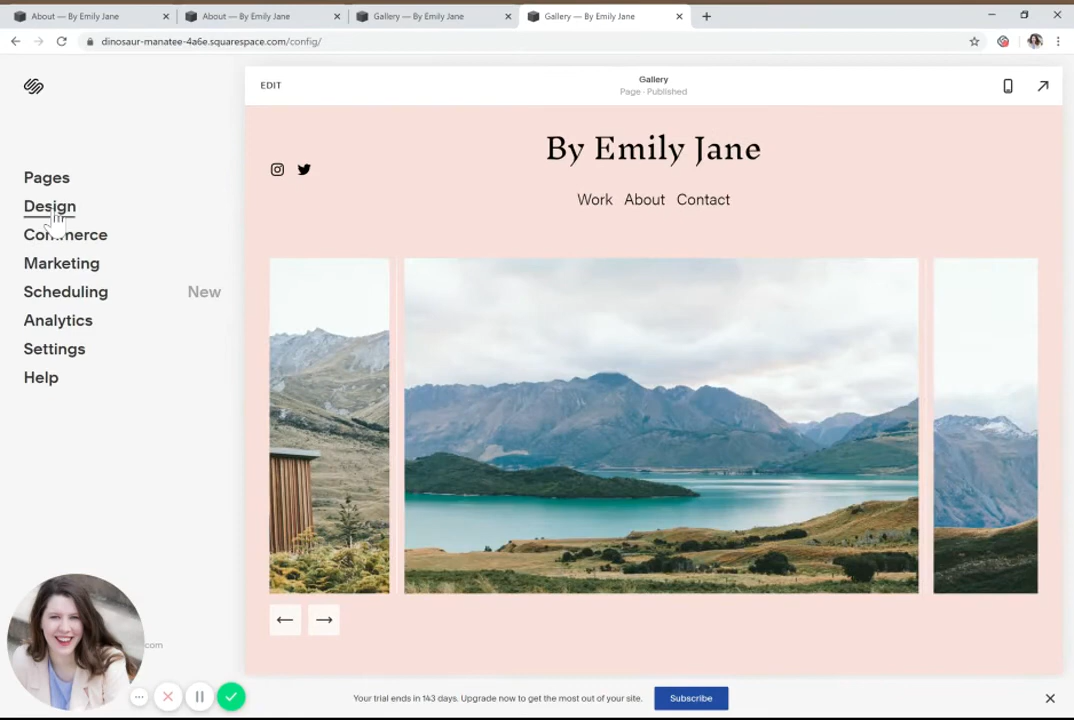 About — By Emily Jane
About — By Emily Jane
Gallery — By Emily Jane
Gallery — By Emily Jane
dinosaur-manatee-4a6e.squarespace.com/config/
EDIT
Gallery
Page · Published
By Emily Jane
Work About Contact
Pages
Design
Commerce
Marketing
Scheduling New
Analytics
Settings
Help
com
Your trial ends in 143 days. Upgrade now to get the most out of your site.
Subscribe